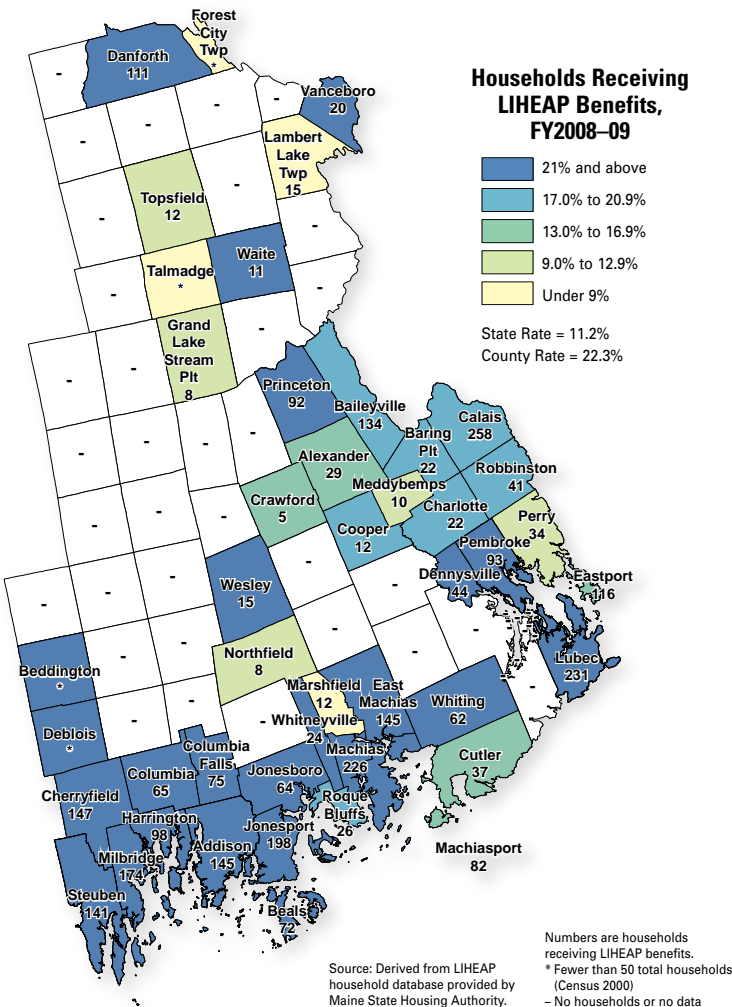 Forest
City
Twp
*
Danforth
111
-
Vanceboro
20
-
-
-
-
Lambert
Lake
Twp
15
-
Topsfield
12
-
-
Talmadge
*
Waite
11
-
-
Grand
Lake
Stream
Plt
8
-
-
-
Households Receiving
LIHEAP Benefits,
FY2008–09
21% and above
17.0% to 20.9%
13.0% to 16.9%
9.0% to 12.9%
Under 9%
State Rate = 11.2%
County Rate = 22.3%
Princeton
92
Baileyville
134
Calais
258
Baring
Plt
22
-
-
-
-
Alexander
29
Meddybemps
10
Robbinston
41
Crawford
5
Charlotte
22
Cooper
12
Perry
34
-
-
-
Pembroke
93
Dennysville
44
Eastport
116
Wesley
15
-
-
-
-
-
-
-
-
-
Northfield
8
Lubec
231
Beddington
*
-
-
Marshfield
12
East
Machias
145
Whiting
62
-
-
Deblois
*
-
-
-
Whitneyville
24
Machias
226
Columbia
Falls
75
Cutler
37
Columbia
65
Jonesboro
64
Cherryfield
147
Roque
Bluffs
26
Harrington
98
Addison
145
Jonesport
198
Machiasport
82
Milbridge
174
Steuben
141
Beals
72
Source: Derived from LIHEAP
household database provided by
Maine State Housing Authority.
Numbers are households
receiving LIHEAP benefits.
* Fewer than 50 total households
(Census 2000)
– No households or no data